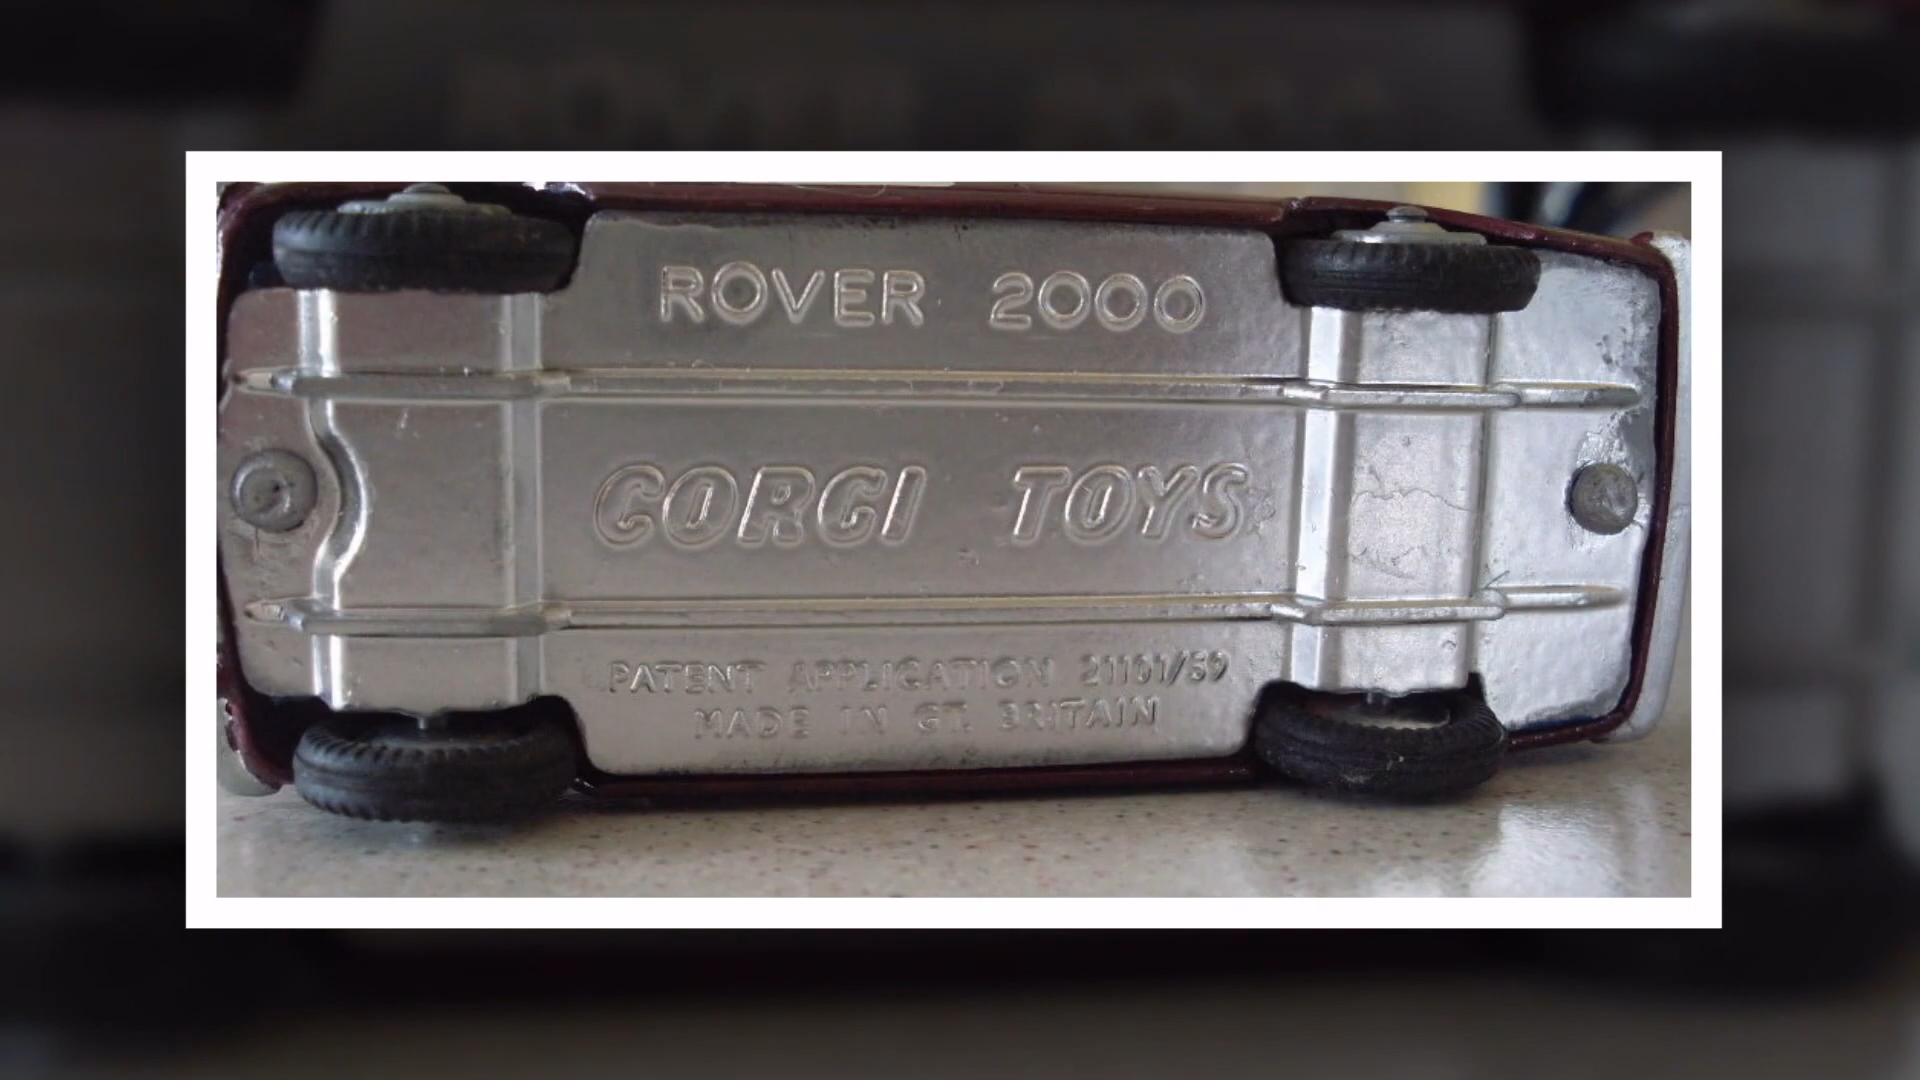 ROVER 2000
CORGI TOYS
PATENT APPLICATION 21101/59
MADE IN GT. BRITAIN